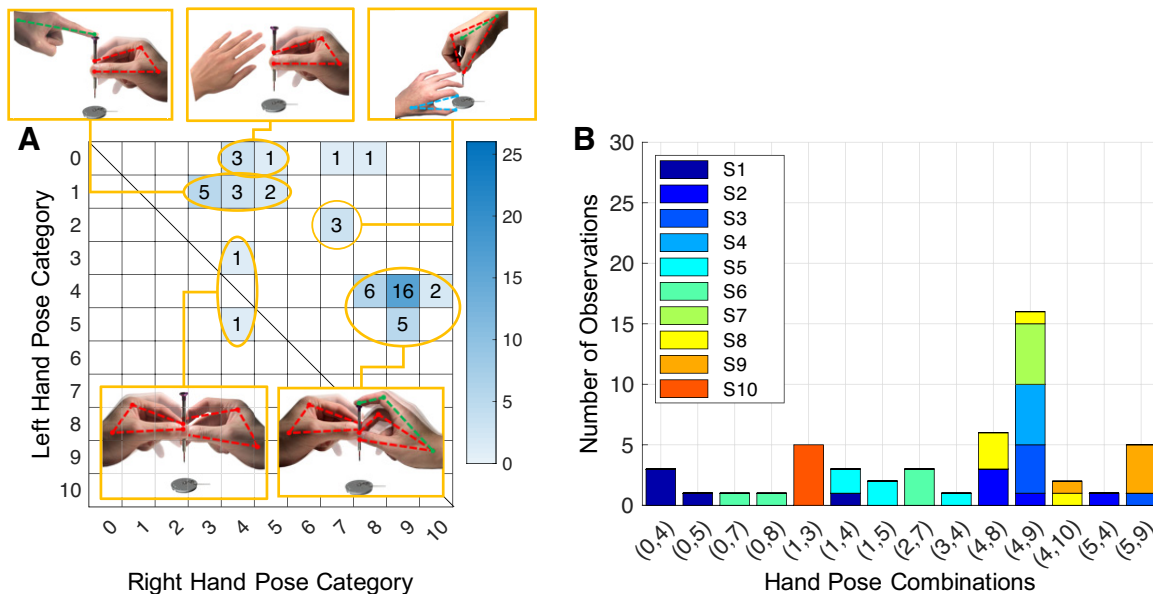 A
0
1
2
3
4
5
6
7
8
9
10
3 1 1 1
5 3 2
3
1
6 16 2
1 5
25
20
15
10
5
0
0 1 2 3 4 5 6 7 8 9 10
Left Hand Pose Category
Right Hand Pose Category
B
30
25
20
15
10
5
0
Number of Observations
S1
S2
S3
S4
S5
S6
S7
S8
S9
S10
(0,4) (0,5) (0,7) (0,8) (1,3) (1,4) (1,5) (2,7) (3,4) (4,8) (4,9) (4,10) (5,4) (5,9)
Hand Pose Combinations